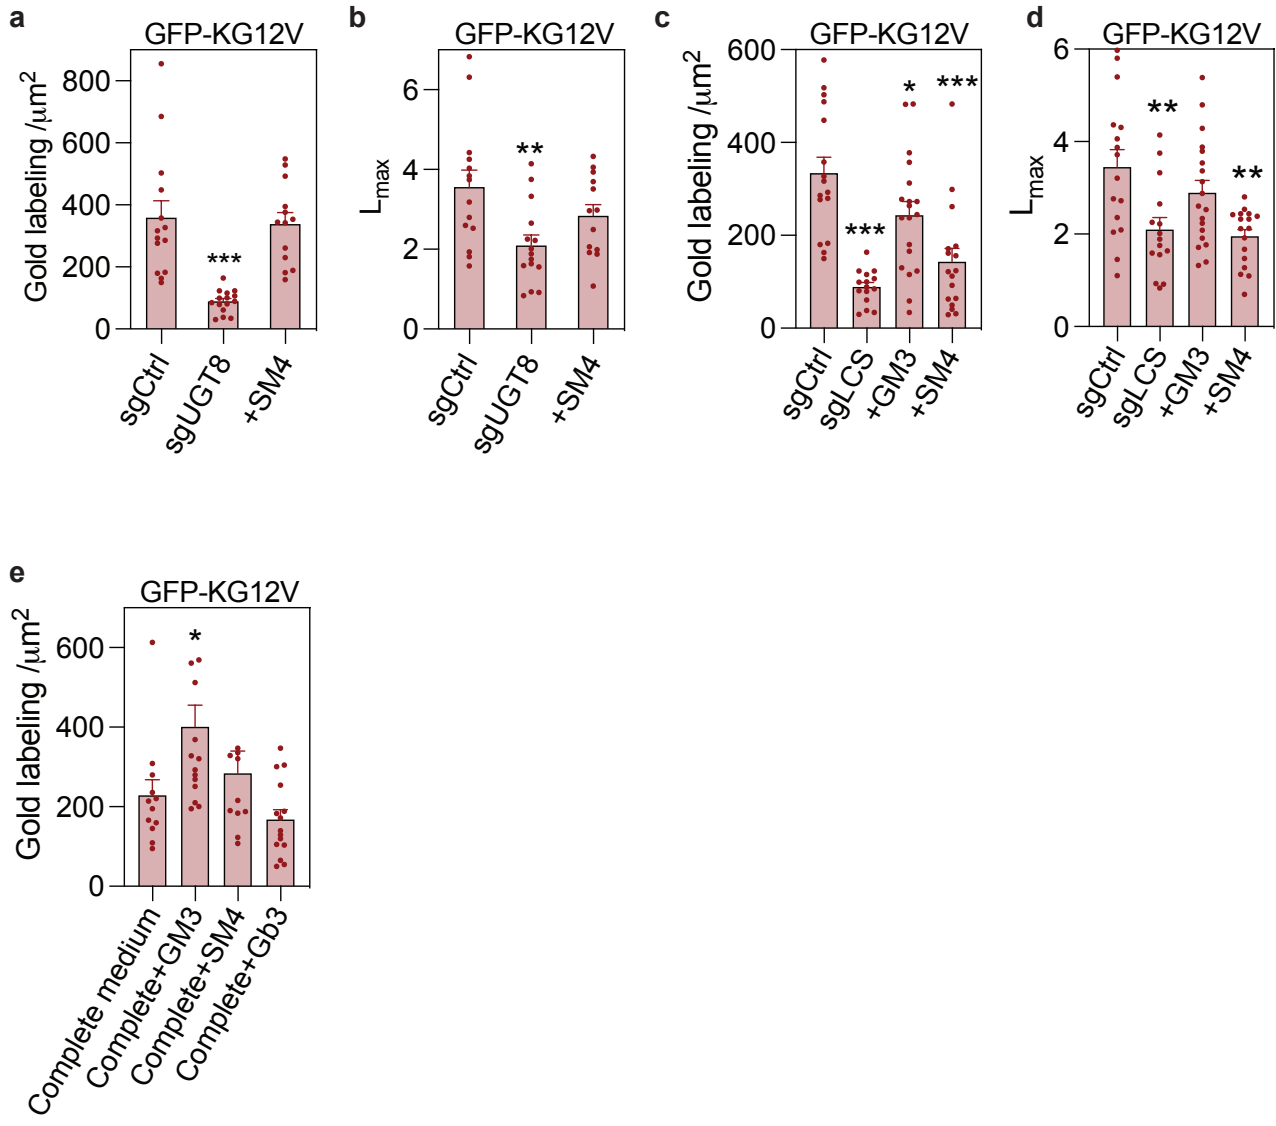 a
GFP-KG12V
Gold labeling /μm2
800
600
400
200
0
***
sgCtrl
sgUGT8
+SM4
b
GFP-KG12V
Lmax
6
4
2
0
**
sgCtrl
sgUGT8
+SM4
c
GFP-KG12V
Gold labeling /μm2
600
400
200
0
***
*
***
sgCtrl
sgLCS
+GM3
+SM4
d
GFP-KG12V
Lmax
6
4
2
0
**
**
sgCtrl
sgLCS
+GM3
+SM4
e
GFP-KG12V
Gold labeling /μm2
600
400
200
0
*
Complete medium
Complete+GM3
Complete+SM4
Complete+Gb3